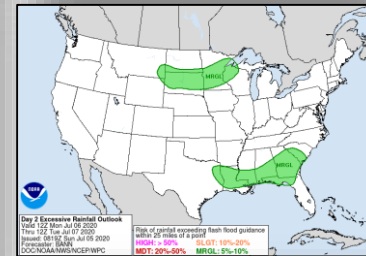 MRGL
MRGL
NOAA
Day 2 Excessive Rainfall Outlook
Valid 12Z Mon Jul 06 2020
Thru 12Z Tue Jul 07 2020
Issued: 0819Z Sun Jul 05 2020
Forecaster: BANN
DOC/NOAA/NWS/NCEP/WPC
Risk of rainfall exceeding flash flood guidance
within 25 miles of a point
HIGH: > 50% SLGT: 10%-20%
MDT: 20%-50% MRGL: 5%-10%